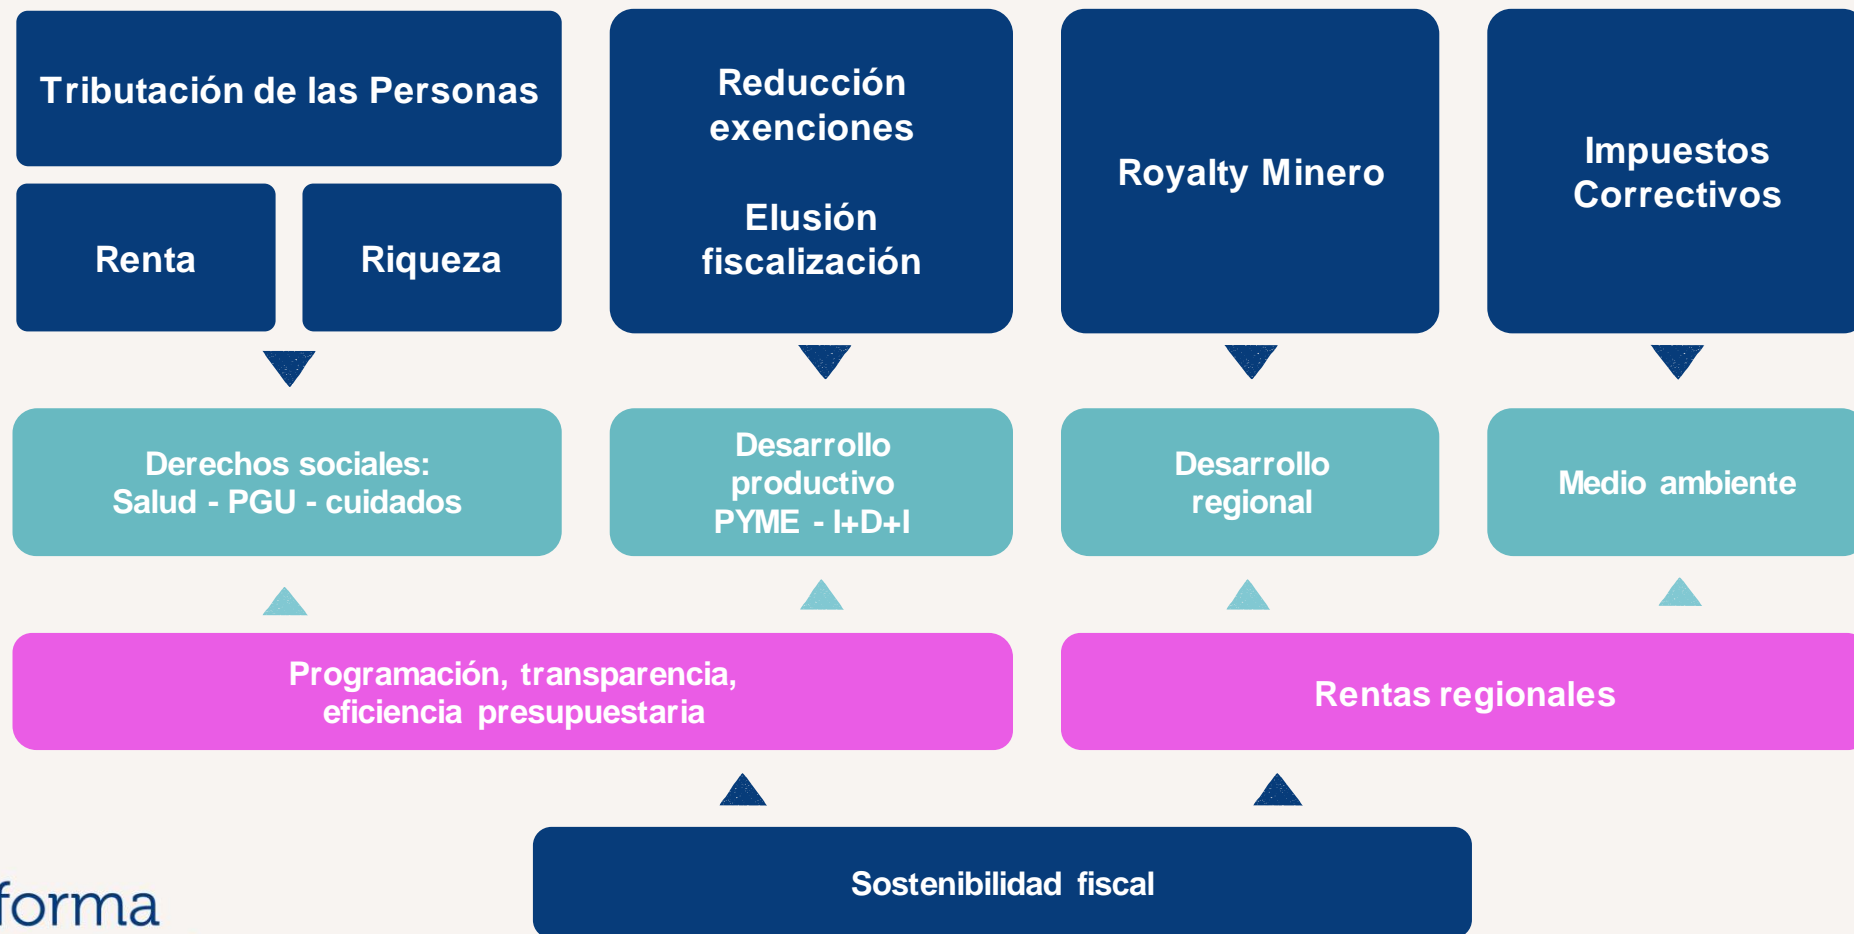 Tributación de las Personas
Renta
Riqueza
Reducción
exenciones
Elusión
fiscalización
Royalty Minero
Impuestos
Correctivos
Derechos sociales:
Salud - PGU - cuidados
Desarrollo
productivo
PYME - I+D+I
Desarrollo
regional
Medio ambiente
Programación, transparencia,
eficiencia presupuestaria
Rentas regionales
Sostenibilidad fiscal
forma